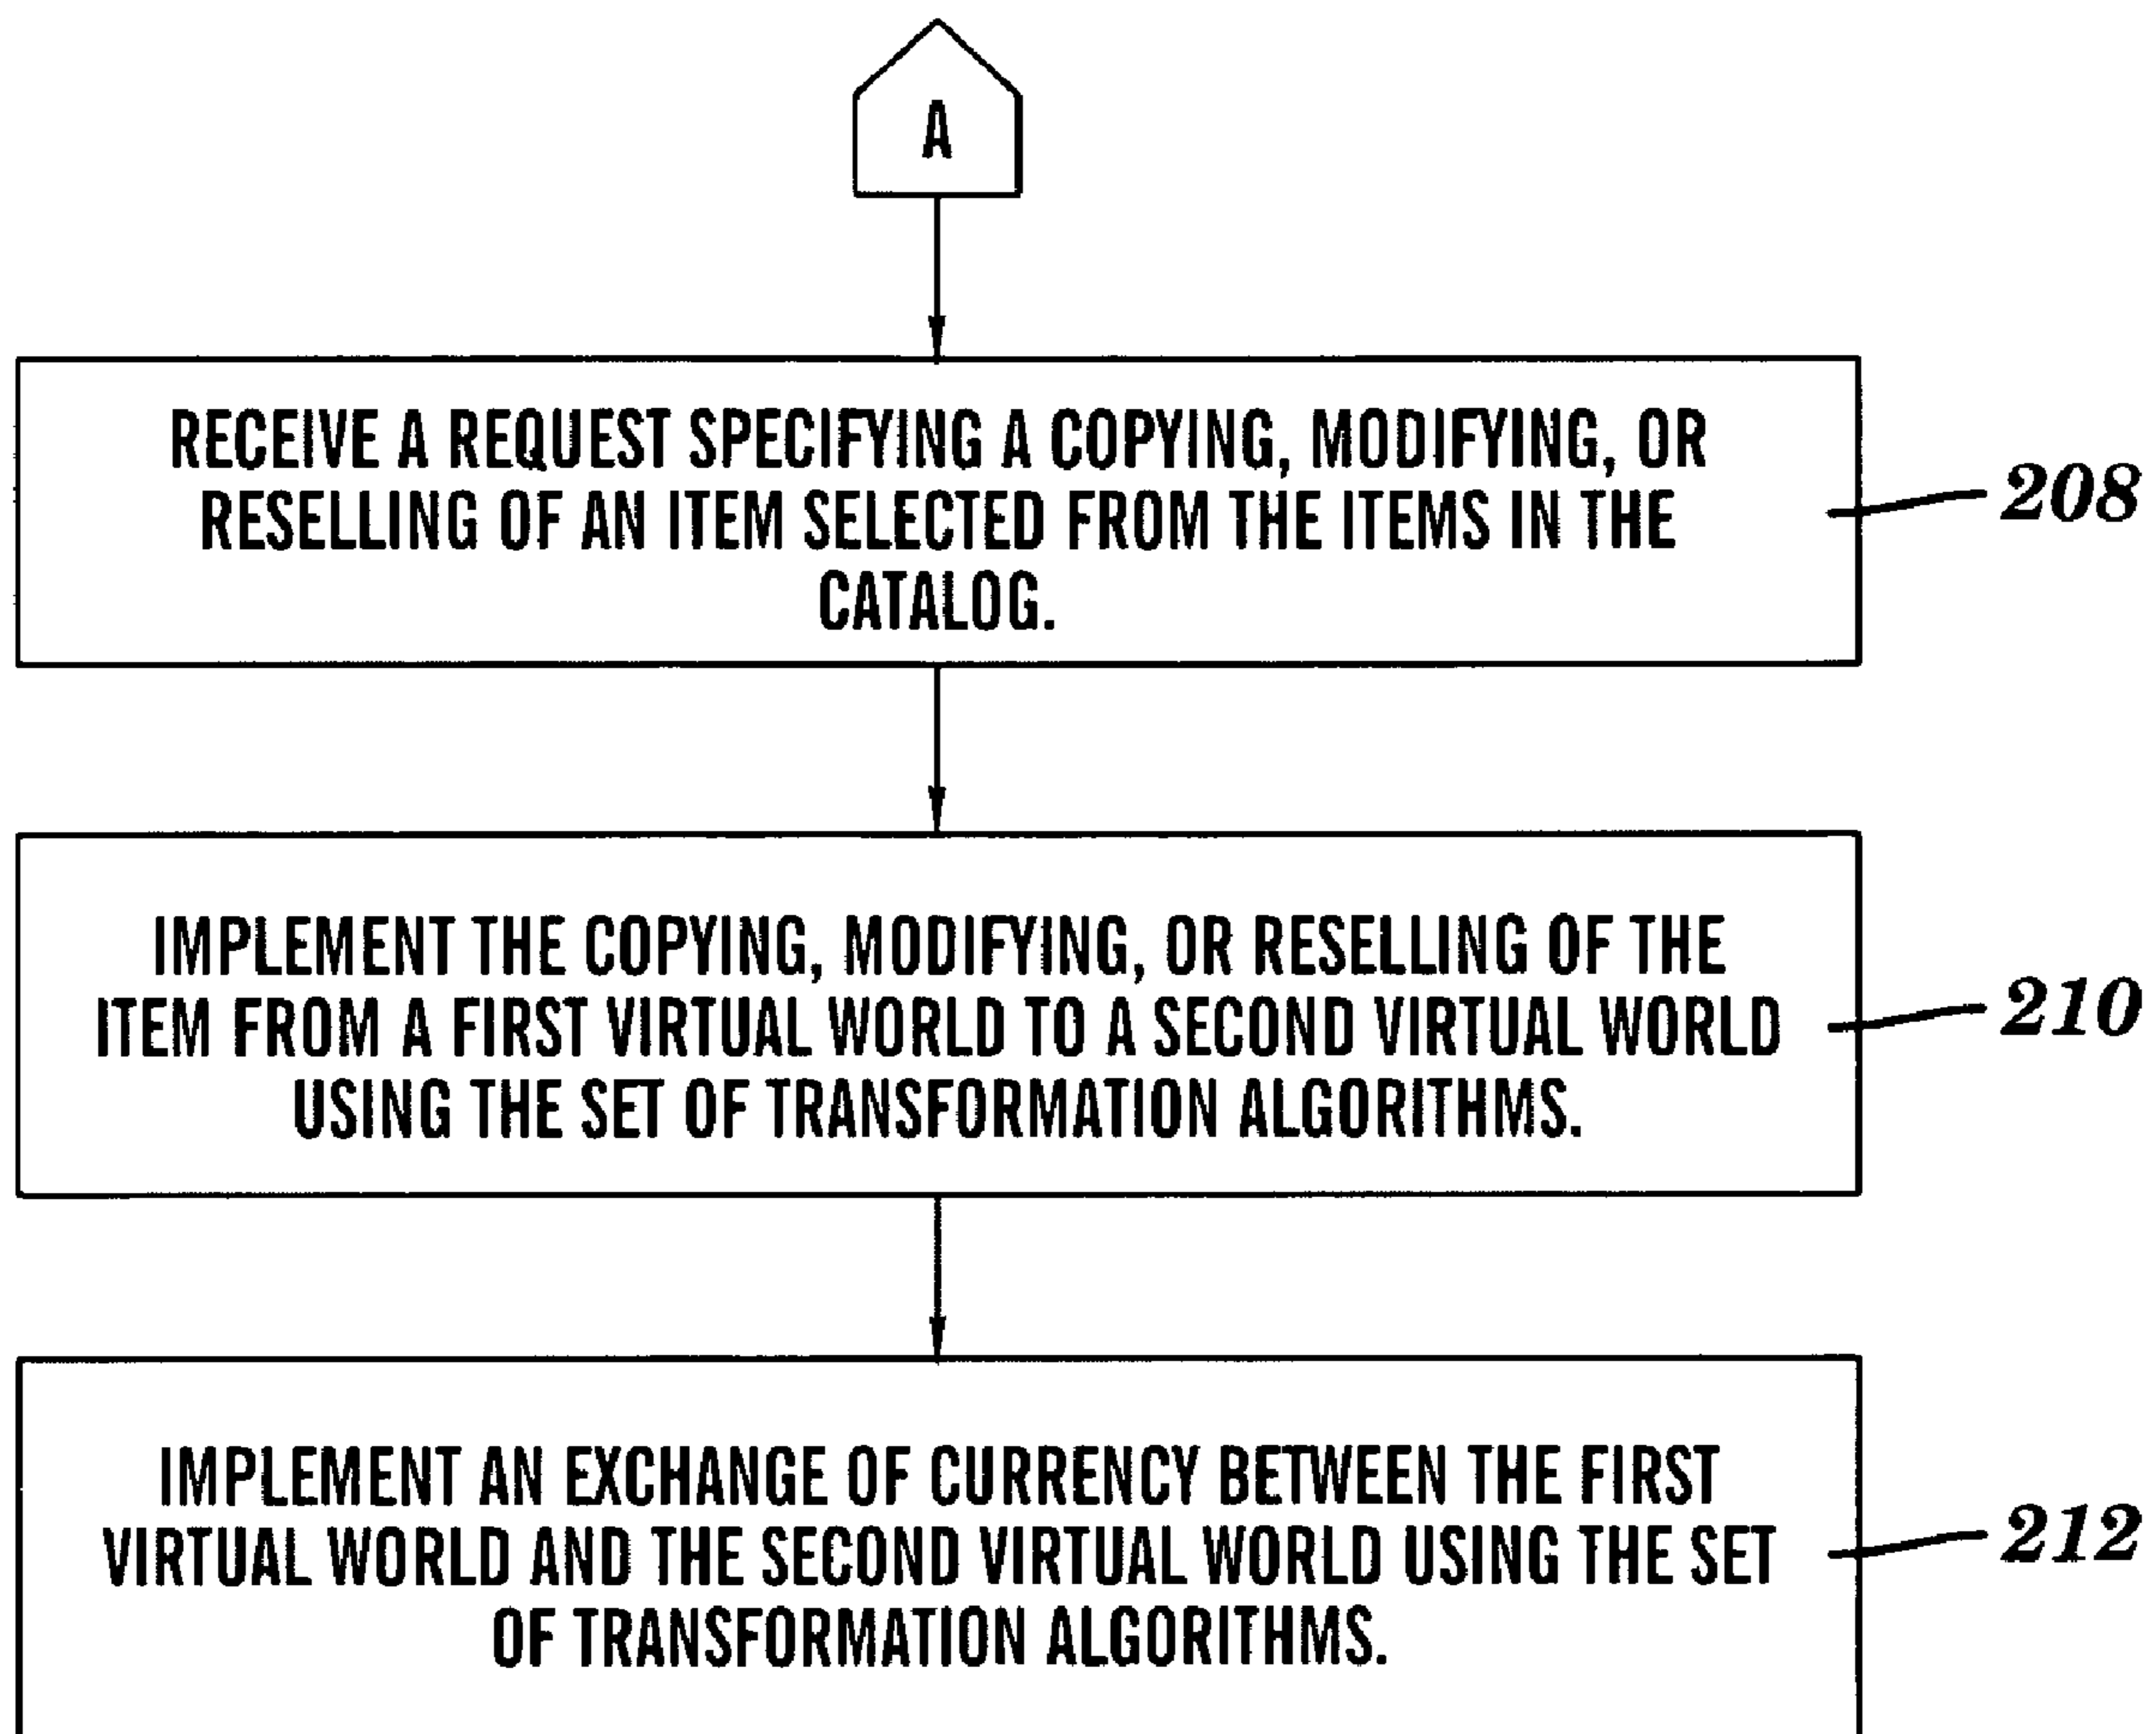 A
RECEIVE A REQUEST SPECIFYING A COPYING, MODIFYING, OR
RESELLING OF AN ITEM SELECTED FROM THE ITEMS IN THE
CATALOG.
208
IMPLEMENT THE COPYING, MODIFYING, OR RESELLING OF THE
ITEM FROM A FIRST VIRTUAL WORLD TO A SECOND VIRTUAL WORLD
USING THE SET OF TRANSFORMATION ALGORITHMS.
210
IMPLEMENT AN EXCHANGE OF CURRENCY BETWEEN THE FIRST
VIRTUAL WORLD AND THE SECOND VIRTUAL WORLD USING THE SET
OF TRANSFORMATION ALGORITHMS.
212